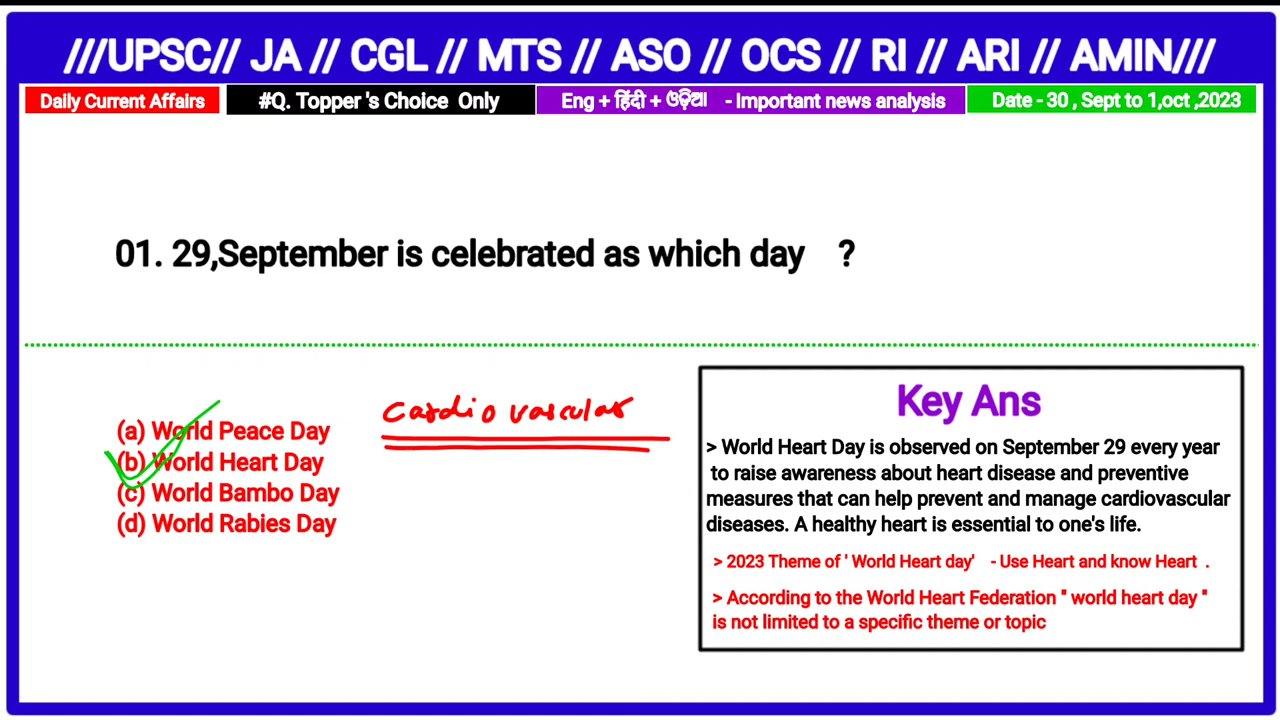 ///UPSC// JA // CGL // MTS // ASO // OCS // RI // ARI // AMIN///
Daily Current Affairs #Q. Topper 's Choice Only Eng + हिंदी + ଓଡ଼ିଆ - Important news analysis Date - 30 , Sept to 1,oct ,2023
01. 29,September is celebrated as which day ?
(a) World Peace Day
(b) World Heart Day
(c) World Bambo Day
(d) World Rabies Day
Cardio vascular
Key Ans
> World Heart Day is observed on September 29 every year
to raise awareness about heart disease and preventive
measures that can help prevent and manage cardiovascular
diseases. A healthy heart is essential to one's life.
> 2023 Theme of ' World Heart day' - Use Heart and know Heart .
> According to the World Heart Federation " world heart day "
is not limited to a specific theme or topic